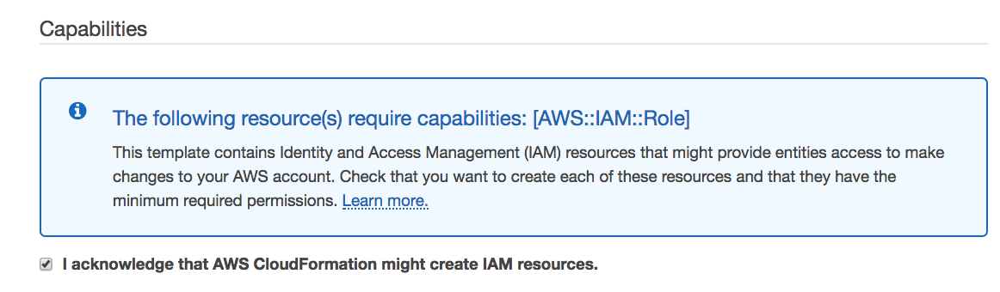 Capabilities
The following resource(s) require capabilities: [AWS::IAM::Role]
This template contains Identity and Access Management (IAM) resources that might provide entities access to make
changes to your AWS account. Check that you want to create each of these resources and that they have the
minimum required permissions. Learn more.
I acknowledge that AWS CloudFormation might create IAM resources.